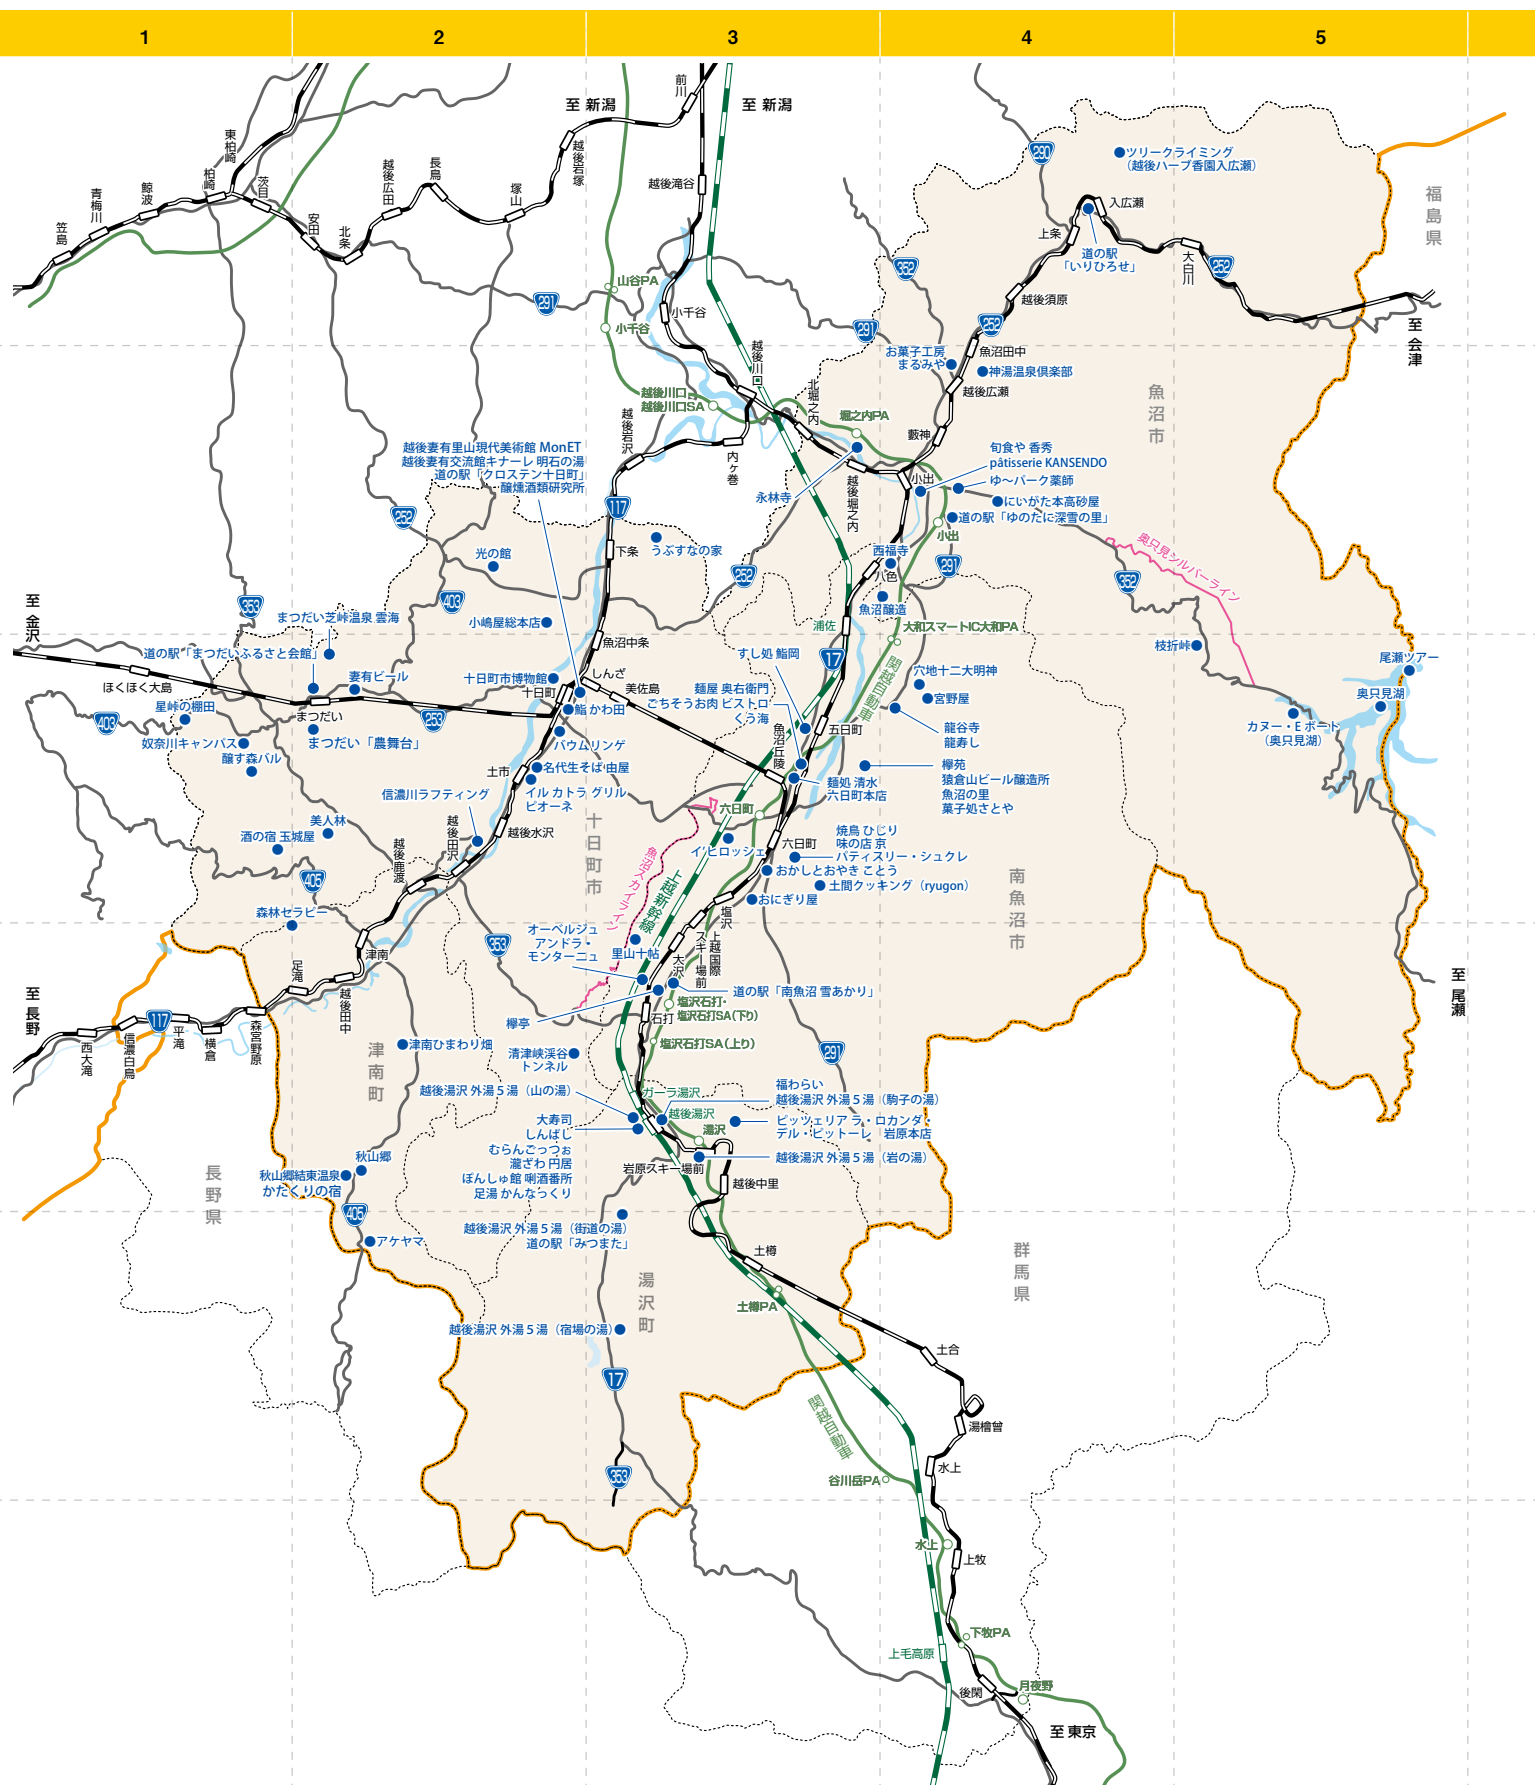 1
2
3
4
5
至 新潟
至 新潟
前川
東柏崎
柏崎
茨目
鯨波
青梅川
笠島
安田
北条
越後広田
長鳥
塚山
越後岩塚
越後滝谷
290
ツリークライミング
（越後ハーブ香園入広瀬）
福島県
入広瀬
上条
道の駅
「いりひろせ」
大白川
252
352
291
山谷PA
小千谷
小千谷
越後須原
252
291
至 会津
魚沼田中
お菓子工房
まるみや
神湯温泉倶楽部
越後広瀬
魚沼市
越後川口
北堀之内
越後川口
越後川口SA
堀之内PA
越後岩沢
内ヶ巻
藪神
越後妻有里山現代美術館 MonET
越後妻有交流館キナーレ 明石の湯
道の駅「クロステン十日町」
醸燻酒類研究所
旬食や 香秀
pâtisserie KANSENDO
ゆ〜パーク薬師
小出
にいがた本高砂屋
道の駅「ゆのたに深雪の里」
小出
永林寺
越後堀之内
117
252
下条
うぶすなの家
光の館
西福寺
八色
291
252
奥只見シルバーライン
352
403
353
至 金沢
まつだい芝峠温泉 雲海
小嶋屋総本店
魚沼醸造
浦佐
大和スマートIC大和PA
魚沼中条
道の駅「まつだいふるさと会館」
すし処 鮨岡
17
枝折峠
尾瀬ツアー
ほくほく大島
妻有ビール
十日町市博物館
しんざ
十日町
美佐島
関越自動車
穴地十二大明神
宮野屋
奥只見湖
星峠の棚田
403
まつだい
253
鮨 かわ田
麺屋 奥右衛門
ごちそうお肉 ビストロ
くう海
龍谷寺
龍寿し
カヌー・Eボート
（奥只見湖）
奴奈川キャンパス
まつだい「農舞台」
バウムリンゲ
魚沼丘陵
五日町
醸す森バル
土市
名代生そば 由屋
イル カトラ グリル
ピオーネ
欅苑
猿倉山ビール醸造所
魚沼の里
菓子処さとや
麺処 清水
六日町本店
信濃川ラフティング
六日町
美人林
酒の宿 玉城屋
越後田沢
越後水沢
越後鹿渡
十日町市
イ・ヒロッシェ
六日町
焼鳥 ひじり
味の店 京
パティスリー・シュクレ
おかしとおやき ことう
土間クッキング（ryugon）
おにぎり屋
南魚沼市
405
魚沼スカイライン
上越新幹線
森林セラピー
353
オーベルジュ
アンドラ・
モンターニュ
里山十帖
塩沢
上越国際
スキー場前
大沢
津南
足滝
越後田中
道の駅「南魚沼 雪あかり」
欅亭
塩沢石打・
塩沢石打SA（下り）
石打
至 長野
至 尾瀬
117
西大滝
信濃白鳥
平滝
横倉
森宮野原
津南町
津南ひまわり畑
清津峡渓谷
トンネル
塩沢石打SA（上り）
291
越後湯沢 外湯５湯（山の湯）
ガーラ湯沢
福わらい
越後湯沢 外湯５湯（駒子の湯）
越後湯沢
大寿司
しんばし
むらんごっつぉ
瀧ざわ 円居
ぽんしゅ館 唎酒番所
足湯 かんなっくり
湯沢
ピッツェリア ラ・ロカンダ・
デル・ピットーレ 岩原本店
越後湯沢 外湯５湯（岩の湯）
岩原スキー場前
越後中里
長野県
秋山郷
秋山郷結東温泉
かたくりの宿
405
アケヤマ
越後湯沢 外湯５湯（街道の湯）
道の駅「みつまた」
土樽
群馬県
湯沢町
土樽PA
越後湯沢 外湯５湯（宿場の湯）
土合
17
関越自動車
湯檜曾
353
水上
谷川岳PA
水上
上牧
下牧PA
上毛高原
後閑
月夜野
至 東京